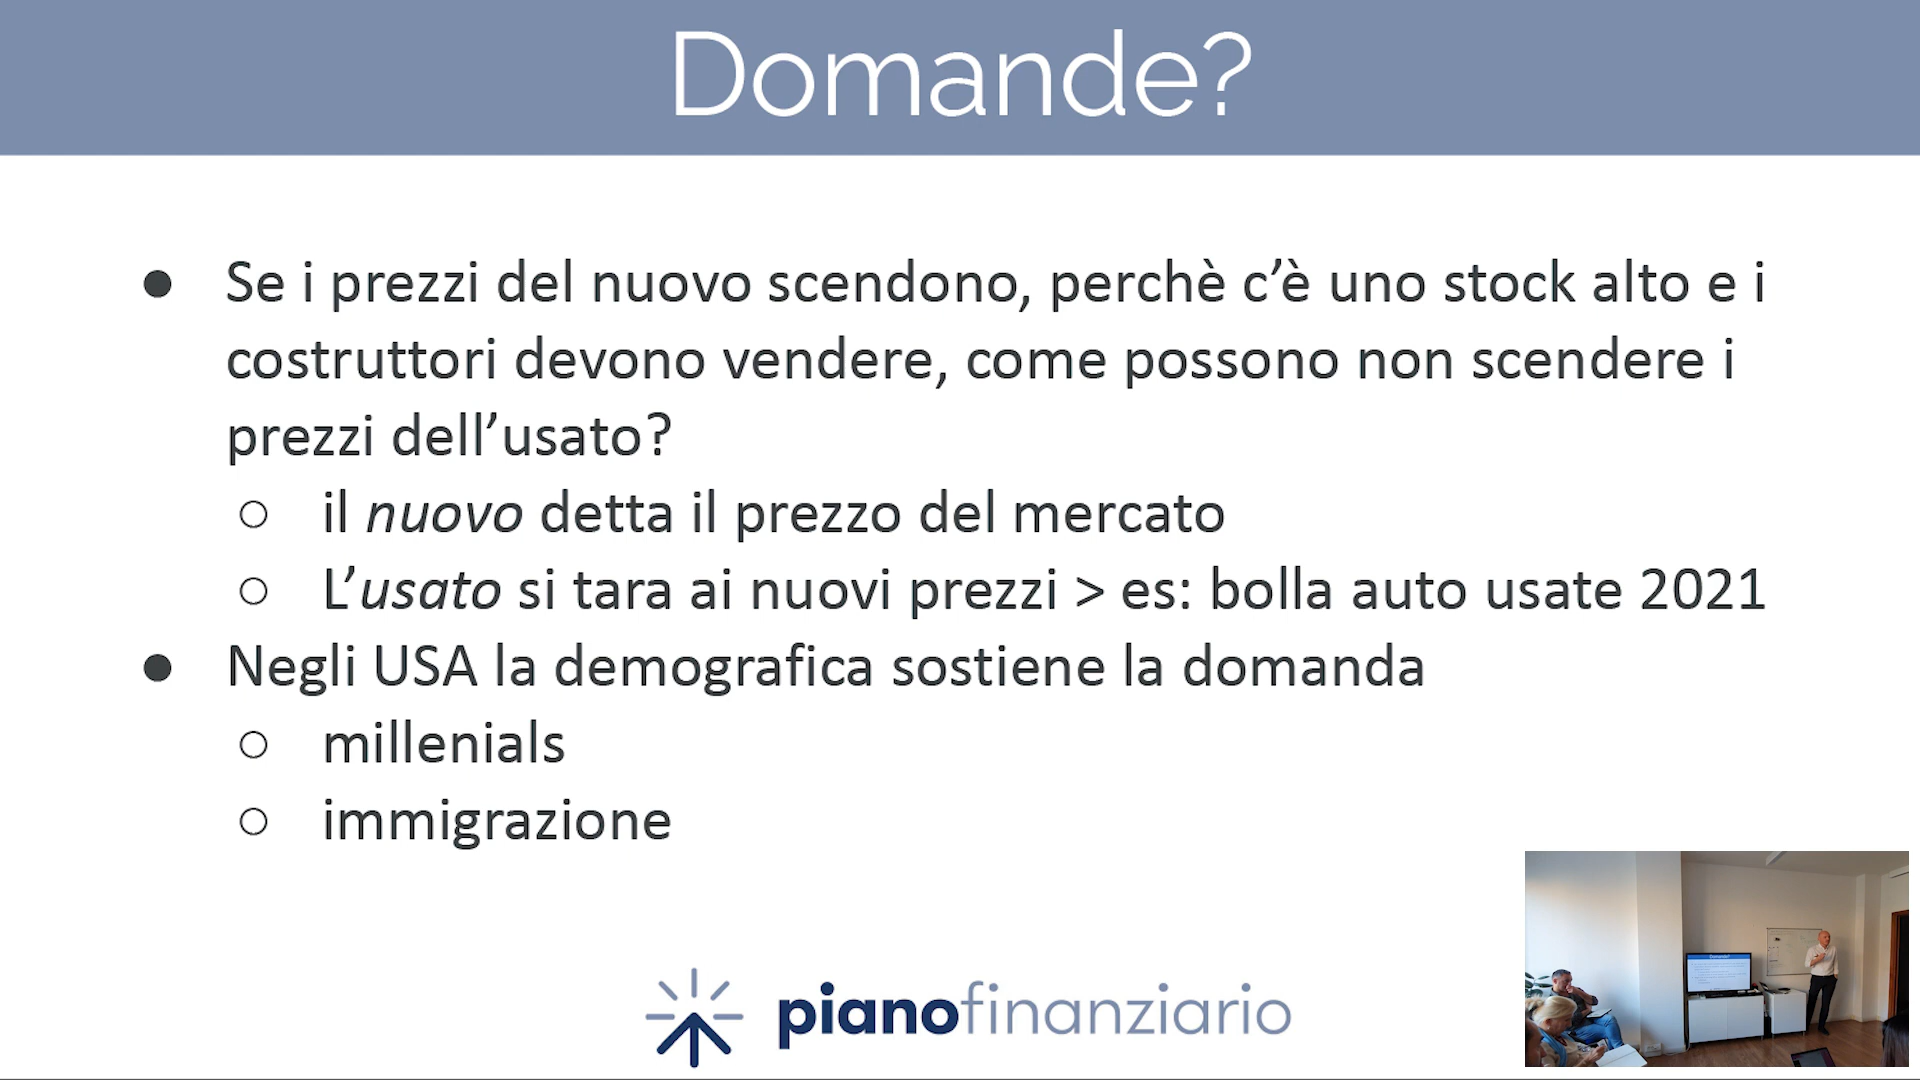 Domande?
● Se i prezzi del nuovo scendono, perchè c’è uno stock alto e i
costruttori devono vendere, come possono non scendere i
prezzi dell’usato?
○ il nuovo detta il prezzo del mercato
○ L’usato si tara ai nuovi prezzi > es: bolla auto usate 2021
● Negli USA la demografica sostiene la domanda
○ millenials
○ immigrazione
pianofinanziario
Domande?